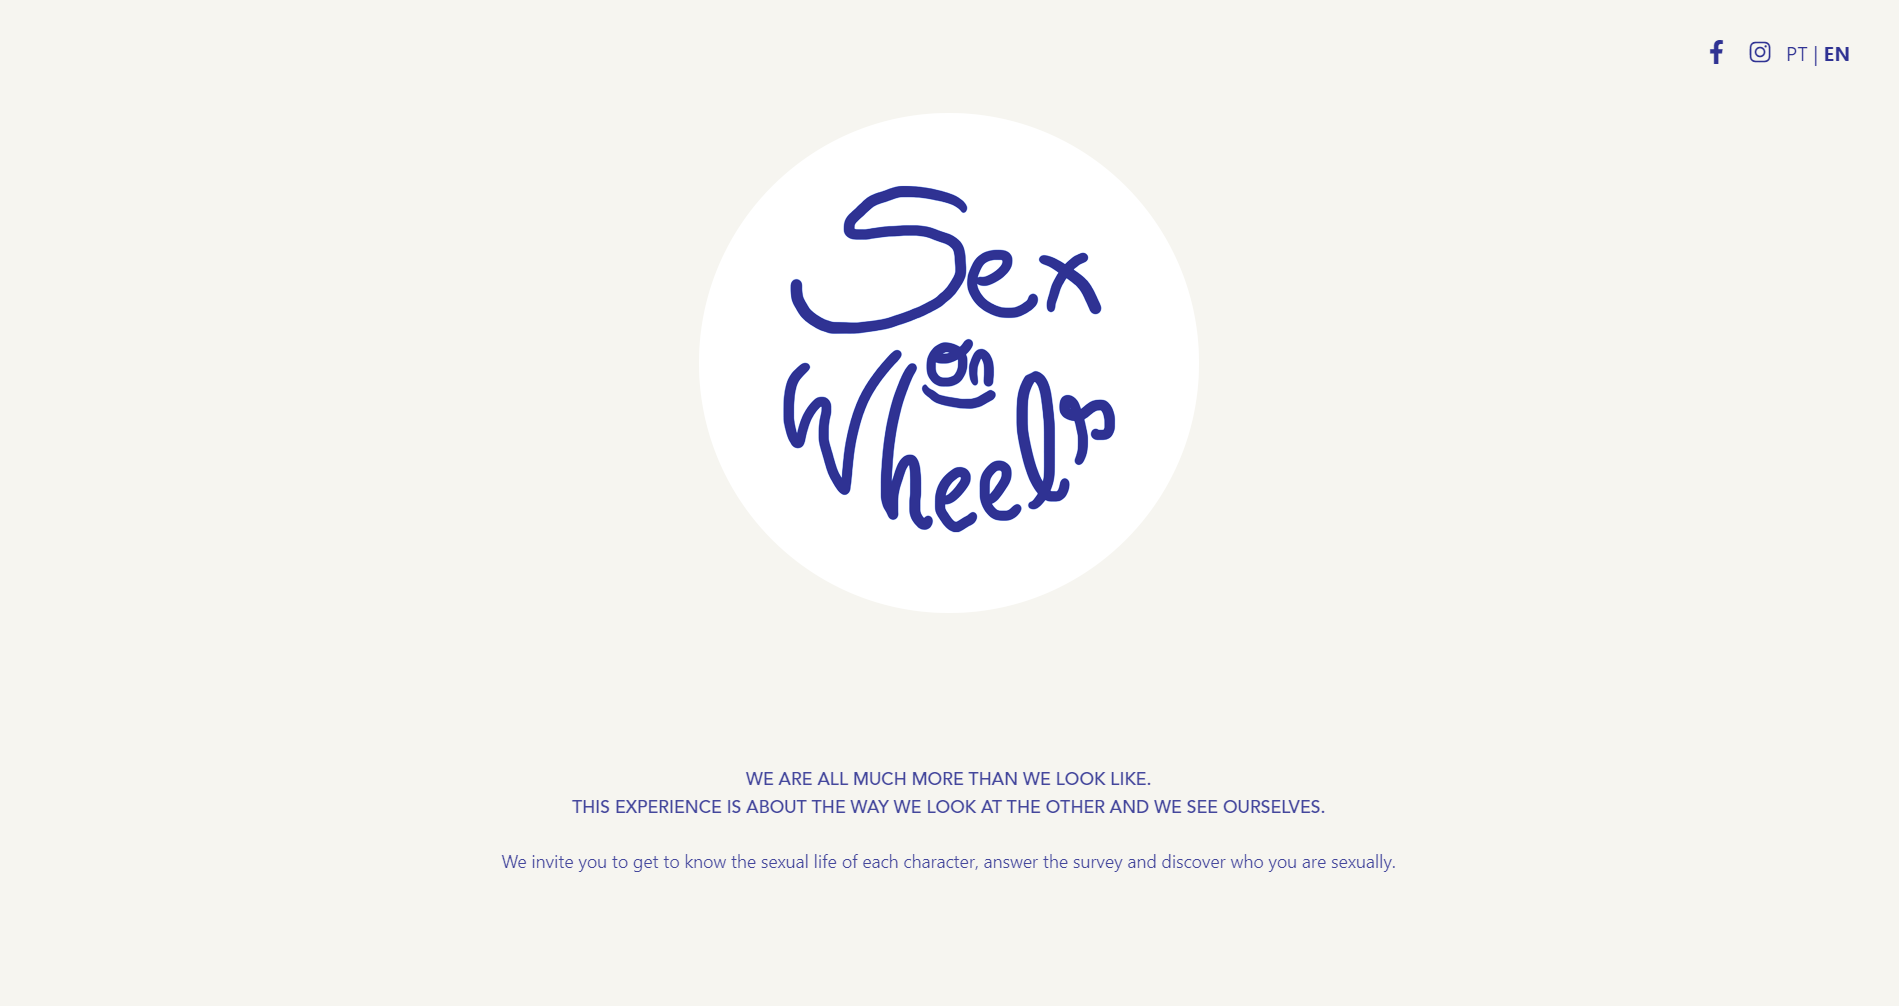 PT | EN
Sex
on
Wheels
WE ARE ALL MUCH MORE THAN WE LOOK LIKE.
THIS EXPERIENCE IS ABOUT THE WAY WE LOOK AT THE OTHER AND WE SEE OURSELVES.
We invite you to get to know the sexual life of each character, answer the survey and discover who you are sexually.